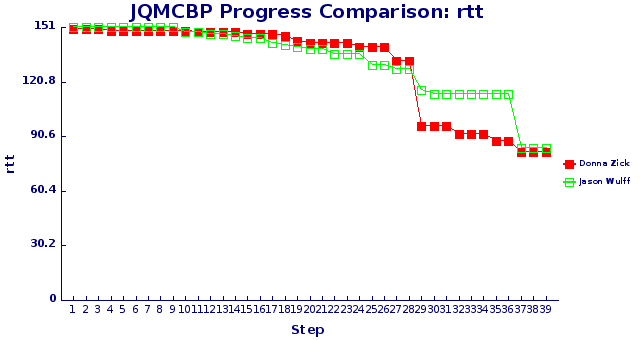 JQMCBP Progress Comparison: rtt
151
120.8
90.6
60.4
30.2
0
rtt
1 2 3 4 5 6 7 8 9 10 11 12 13 14 15 16 17 18 19 20 21 22 23 24 25 26 27 28 29 30 31 32 33 34 35 36 37 38 39
Step
Donna Zick
Jason Wulff